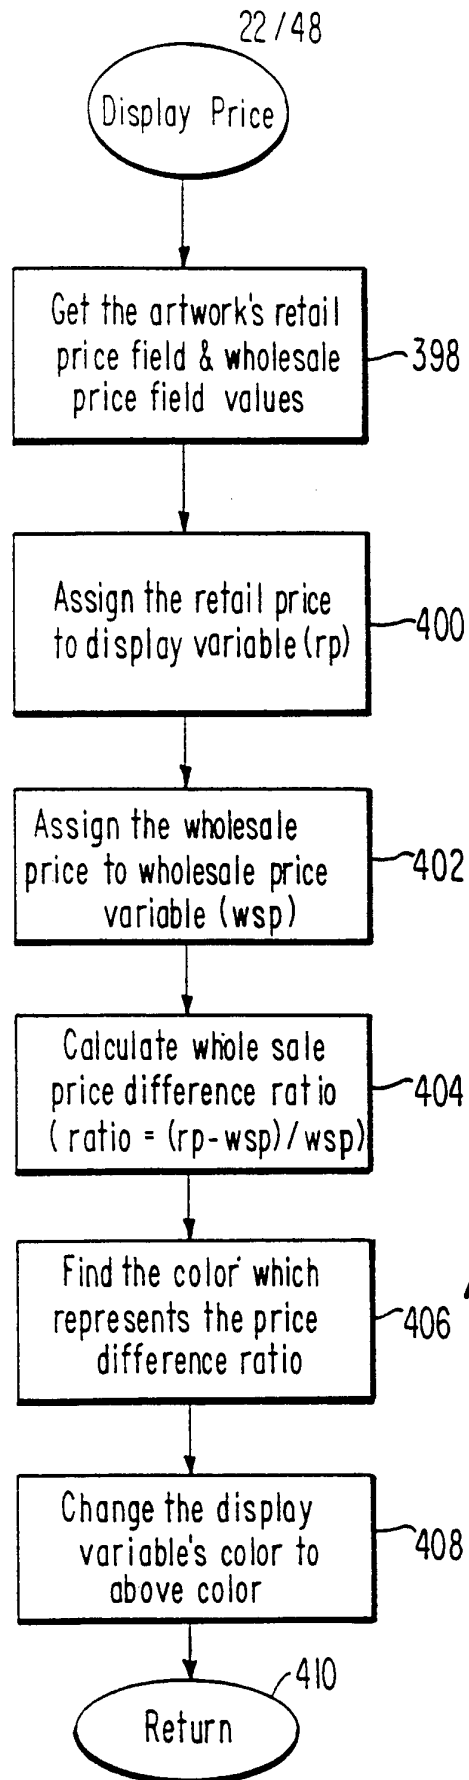 22/48
Display Price
Get the artwork's retail
price field & wholesale
price field values
398
Assign the retail price
to display variable (rp)
400
Assign the wholesale
price to wholesale price
variable (wsp)
402
Calculate whole sale
price difference ratio
(ratio = (rp-wsp)/wsp)
404
Find the color which
represents the price
difference ratio
406
Change the display
variable's color to
above color
408
410
Return